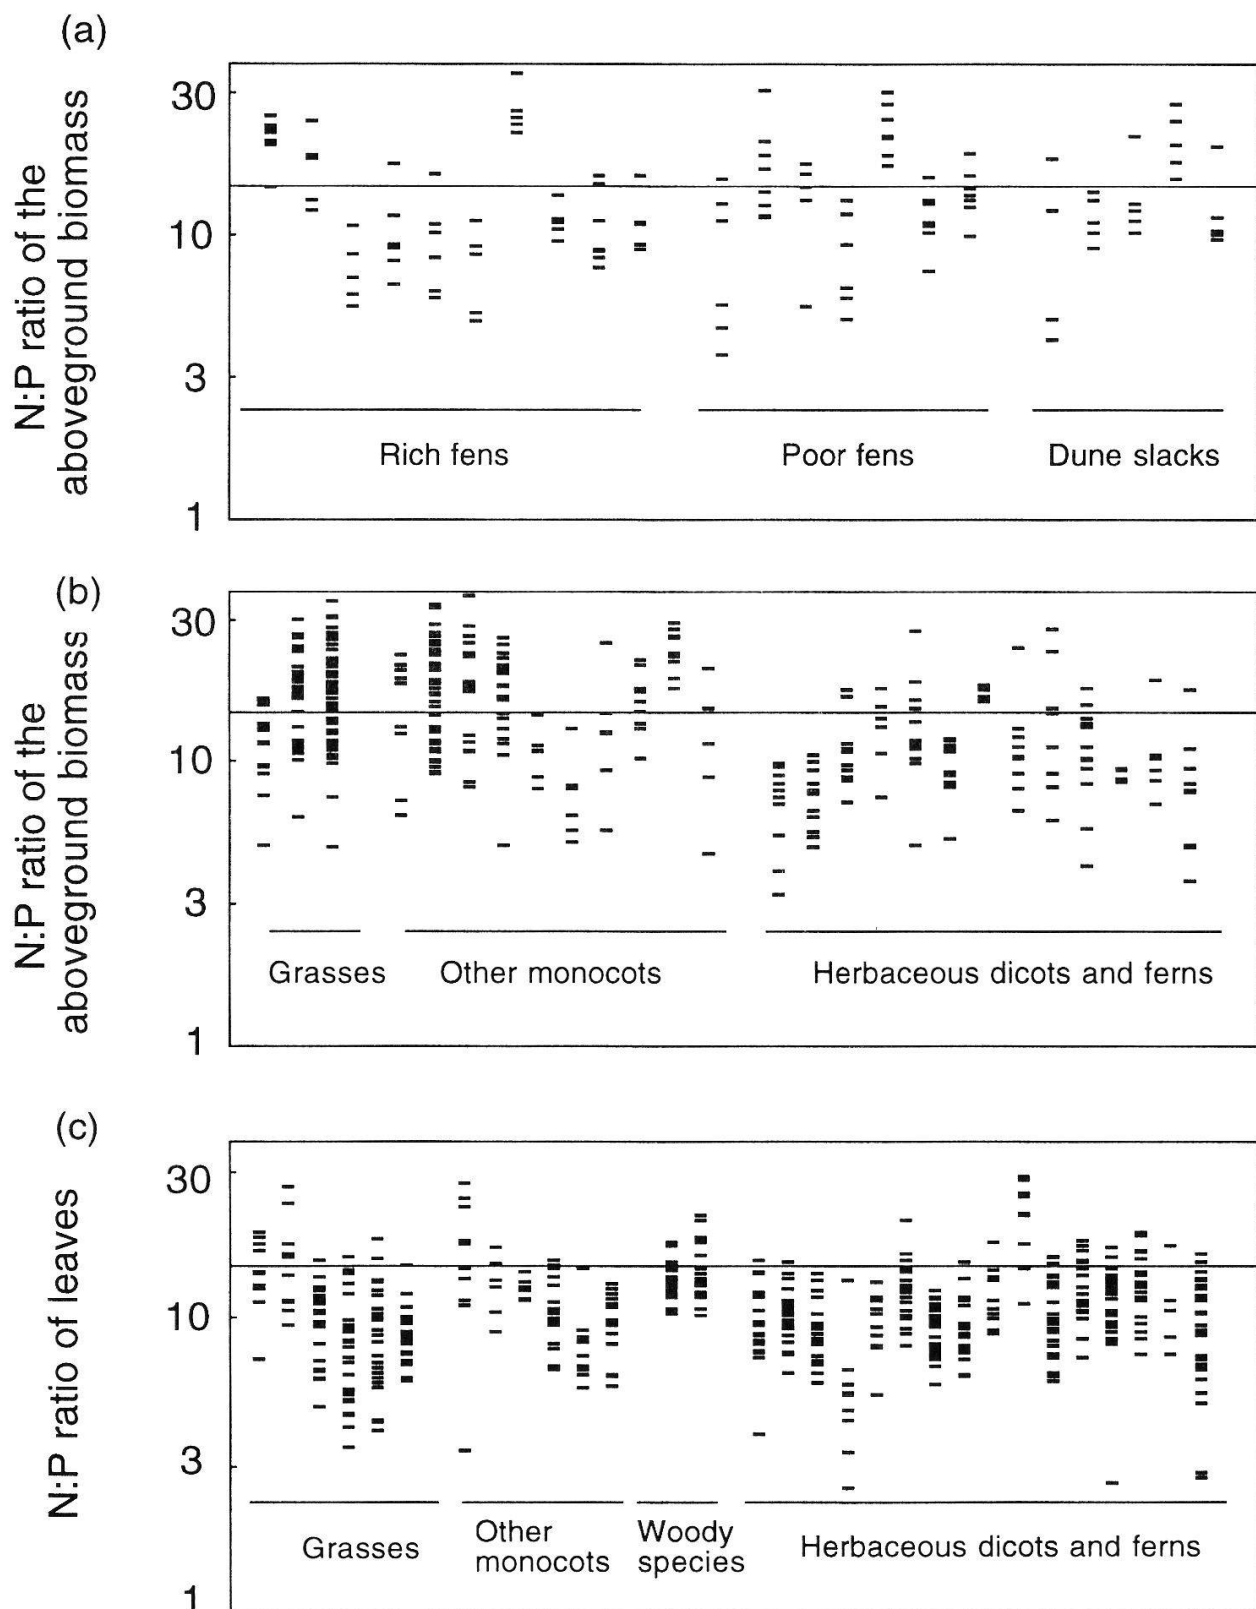 (a)
N:P ratio of the
aboveground biomass
30
10
3
1
Rich fens
Poor fens
Dune slacks
(b)
N:P ratio of the
aboveground biomass
30
10
3
1
Grasses
Other monocots
Herbaceous dicots and ferns
(c)
N:P ratio of leaves
30
10
3
1
Grasses
Other
monocots
Woody
species
Herbaceous dicots and ferns